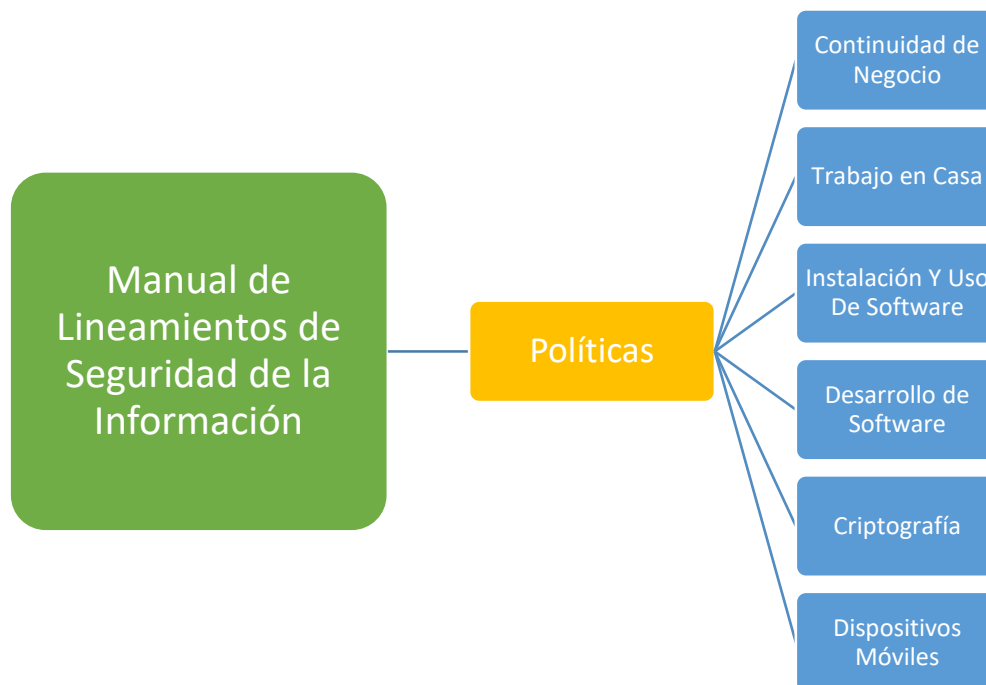 Manual de
Lineamientos de
Seguridad de la
Información
Políticas
Continuidad de
Negocio
Trabajo en Casa
Instalación Y Uso
De Software
Desarrollo de
Software
Criptografía
Dispositivos
Móviles